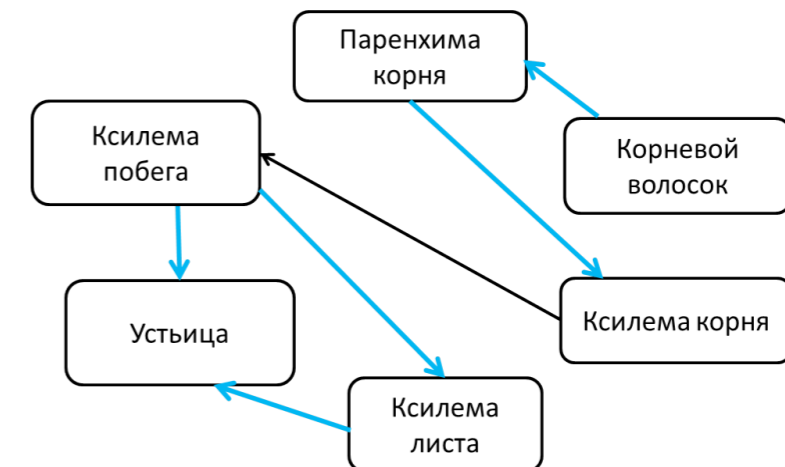 Паренхима
корня
Ксилема
побега
Корневой
волосок
Устьица
Ксилема корня
Ксилема
листа